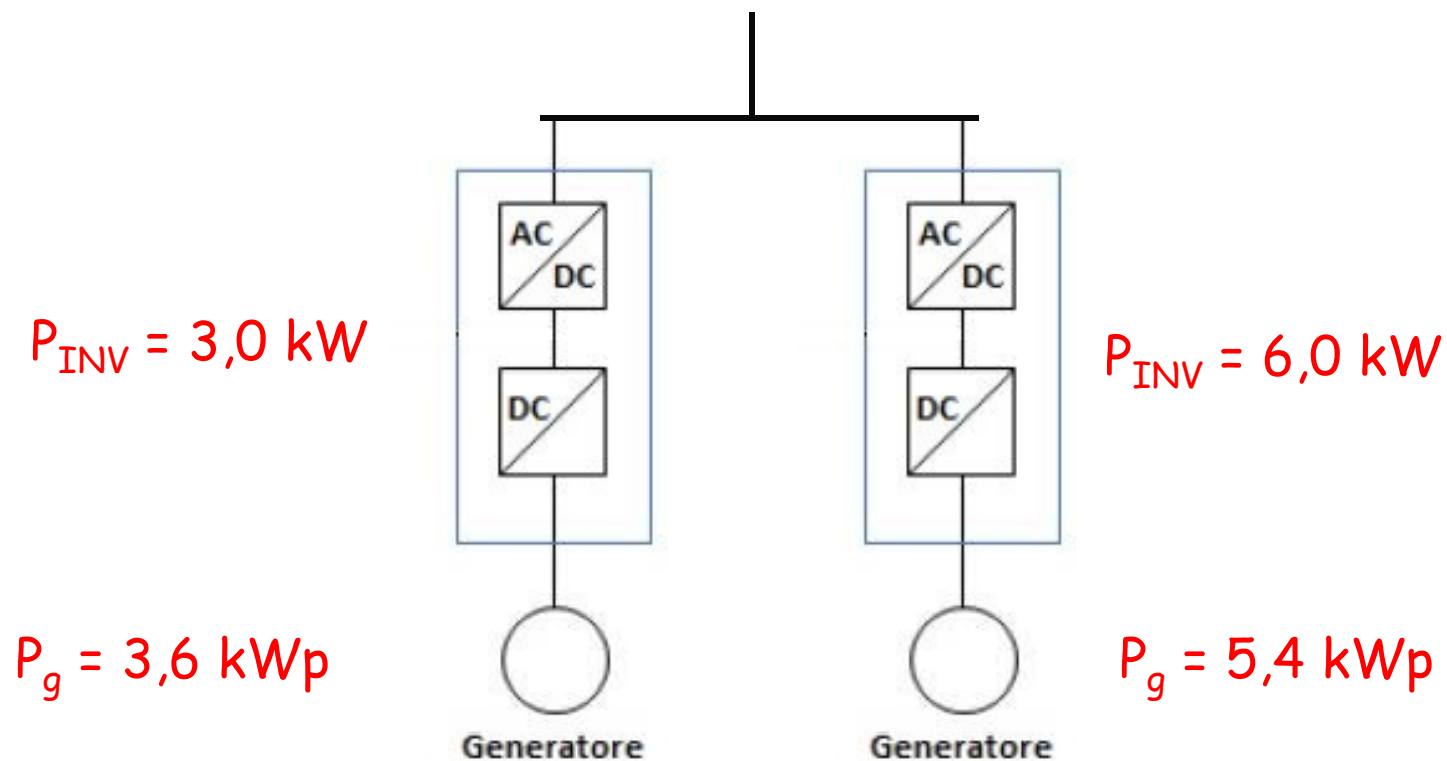 AC
DC
AC
DC
P_INV = 3,0 kW
P_INV = 6,0 kW
DC
DC
P_g = 3,6 kWp
P_g = 5,4 kWp
Generatore
Generatore